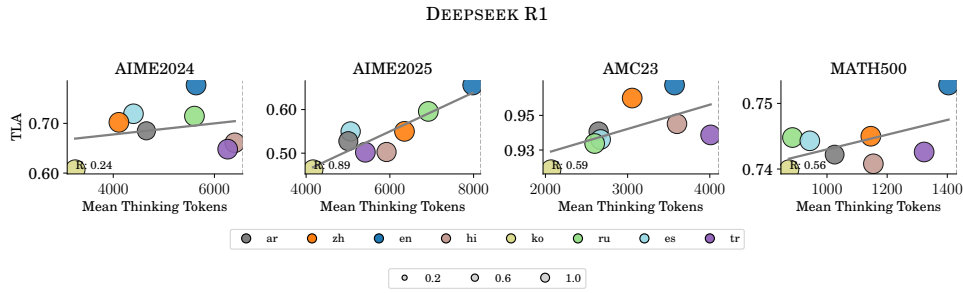 DEEPSEEK R1
AIME2024
AIME2025
AMC23
MATH500
TLA
0.70
0.60
R: 0.24
4000
6000
Mean Thinking Tokens
0.60
0.50
R: 0.89
4000
6000
8000
Mean Thinking Tokens
0.95
0.93
R: 0.59
2000
3000
4000
Mean Thinking Tokens
0.75
0.74
R: 0.56
1000
1200
1400
Mean Thinking Tokens
ar zh en hi ko ru es tr
0.2 0.6 1.0